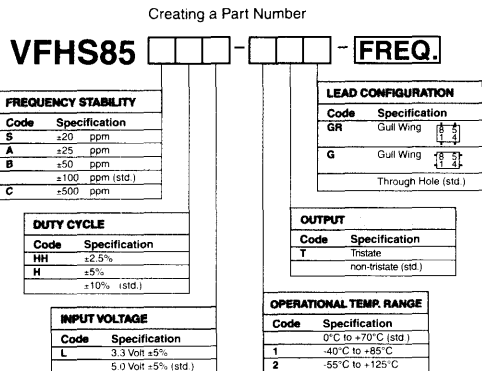 Creating a Part Number
VFHS85 - - FREQ.
FREQUENCY STABILITY
Code Specification
S ±20 ppm
A ±25 ppm
B ±50 ppm
±100 ppm (std.)
C ±500 ppm
LEAD CONFIGURATION
Code Specification
GR Gull Wing 8 5
1 4
G Gull Wing 8 5
1 4
Through Hole (std.)
DUTY CYCLE
Code Specification
HH ±2.5%
H ±5%
±10% (std.)
OUTPUT
Code Specification
T Tristate
non-tristate (std.)
INPUT VOLTAGE
Code Specification
L 3.3 Volt ±5%
5.0 Volt ±5% (std.)
OPERATIONAL TEMP. RANGE
Code Specification
0°C to +70°C (std.)
1 -40°C to +85°C
2 -55°C to +125°C